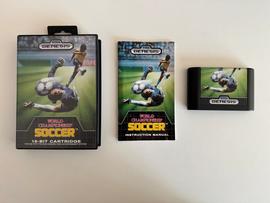 GENESIS
WORLD
CHAMPIONSHIP
SOCCER
16-BIT CARTRIDGE
GENESIS
WORLD
CHAMPIONSHIP
SOCCER
INSTRUCTION MANUAL
GENESIS